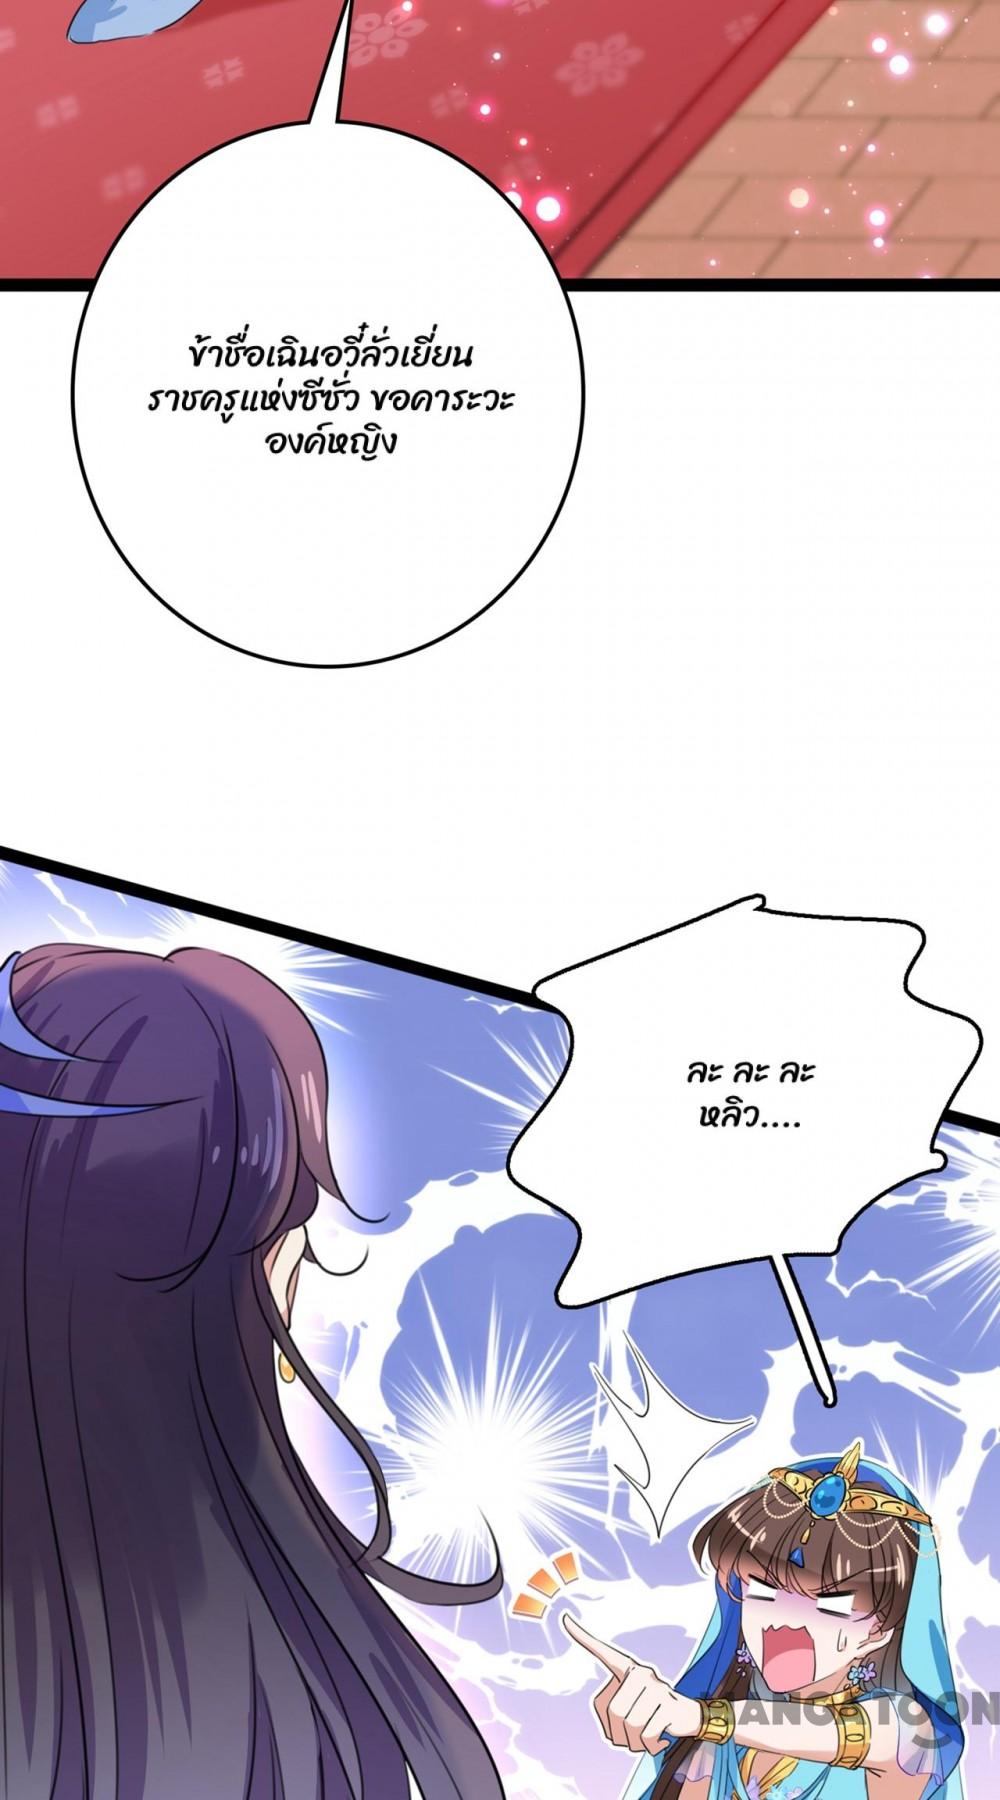 ข้าชื่อเฉินอวี๋ลั่วเยี่ยน
ราชครูแห่งซีซั่ว ขอคาระวะ
องค์หญิง
ละ ละ ละ
หลิว....
MANGATOON